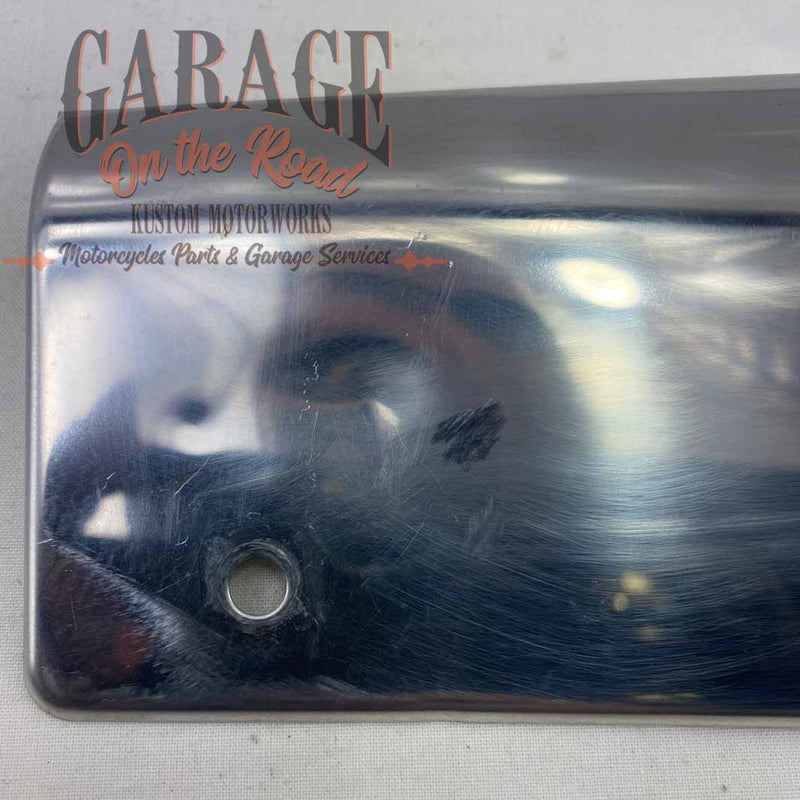 GARAGE
On the Road
KUSTOM MOTORWORKS
Motorcycles Parts & Garage Services